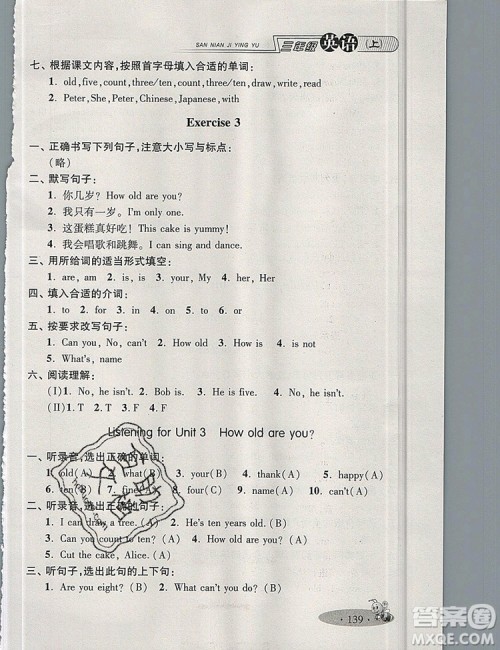 SAN NIAN JI YING YU 三年级 英语 (上)
七、根据课文内容,按照首字母填入合适的单词:
1. old,five,count,three/ten,count,three/ten,draw,write,read
2. Peter,She,Peter,Chinese,Japanese,with
Exercise 3
一、正确书写下列句子,注意大小写与标点:
(略)
二、默写句子:
1. 你几岁? How old are you?
2. 我只有一岁。I'm only one.
3. 这蛋糕真好吃! This cake is yummy!
4. 我会唱歌和跳舞。I can sing and dance.
三、用所给词的适当形式填空:
1. are, am 2. is, is 3. your, My 4. her, Her
四、填入合适的介词:
1. to 2. for 3. to 4. on 5. to
五、按要求改写句子:
1. Can you, No, can't 2. How old 3. is not 4. How
5. What's, name
六、阅读理解:
(I)1. No, he isn't. 2. Bob is. 3. He is five. 4. No, he isn't.
(II)1. T 2. F 3. F 4. F
Listening for Unit 3 How old are you?
一、听录音,选出正确的单词:
1. old(A) 2. what(B) 3. your(B) 4. thank(A) 5. happy(A)
6. ten(B) 7. four(B) 8. nine(B) 9. cake(A) 10. can't(A)
二、听录音,选出正确的句子:
1. I can draw a tree. (A) 2. He's ten years old. (B)
3. Can you count to ten? (A) 4. How old are you? (A)
5. Cut the cake, Alice. (A)
三、听句子,选出此句的上下句:
1. Are you eight? (B) 2. What can't you do? (B)
· 139 ·
答案圈
MXQE.COM